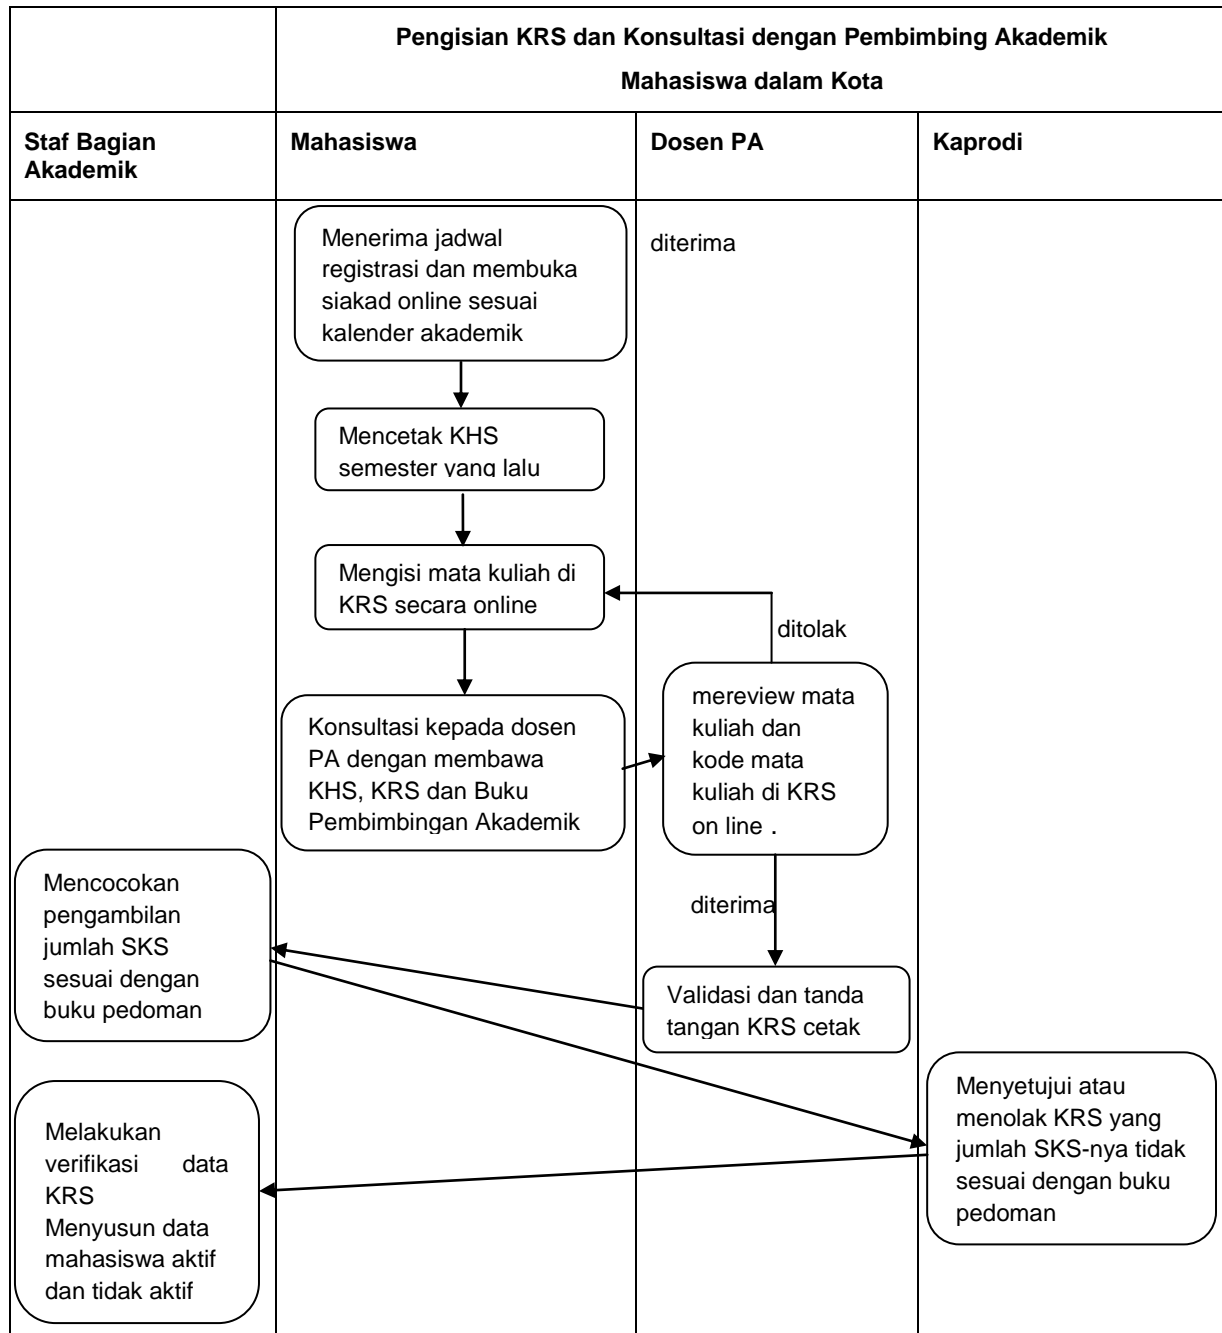 Pengisian KRS dan Konsultasi dengan Pembimbing Akademik
Mahasiswa dalam Kota
Staf Bagian
Akademik
Mahasiswa
Dosen PA
Kaprodi
Menerima jadwal
registrasi dan membuka
siakad online sesuai
kalender akademik
diterima
Mencetak KHS
semester yang lalu
Mengisi mata kuliah di
KRS secara online
ditolak
Konsultasi kepada dosen
PA dengan membawa
KHS, KRS dan Buku
Pembimbingan Akademik
mereview mata
kuliah dan
kode mata
kuliah di KRS
on line .
diterima
Validasi dan tanda
tangan KRS cetak
Mencocokan
pengambilan
jumlah SKS
sesuai dengan
buku pedoman
Menyetujui atau
menolak KRS yang
jumlah SKS-nya tidak
sesuai dengan buku
pedoman
Melakukan
verifikasi data
KRS
Menyusun data
mahasiswa aktif
dan tidak aktif